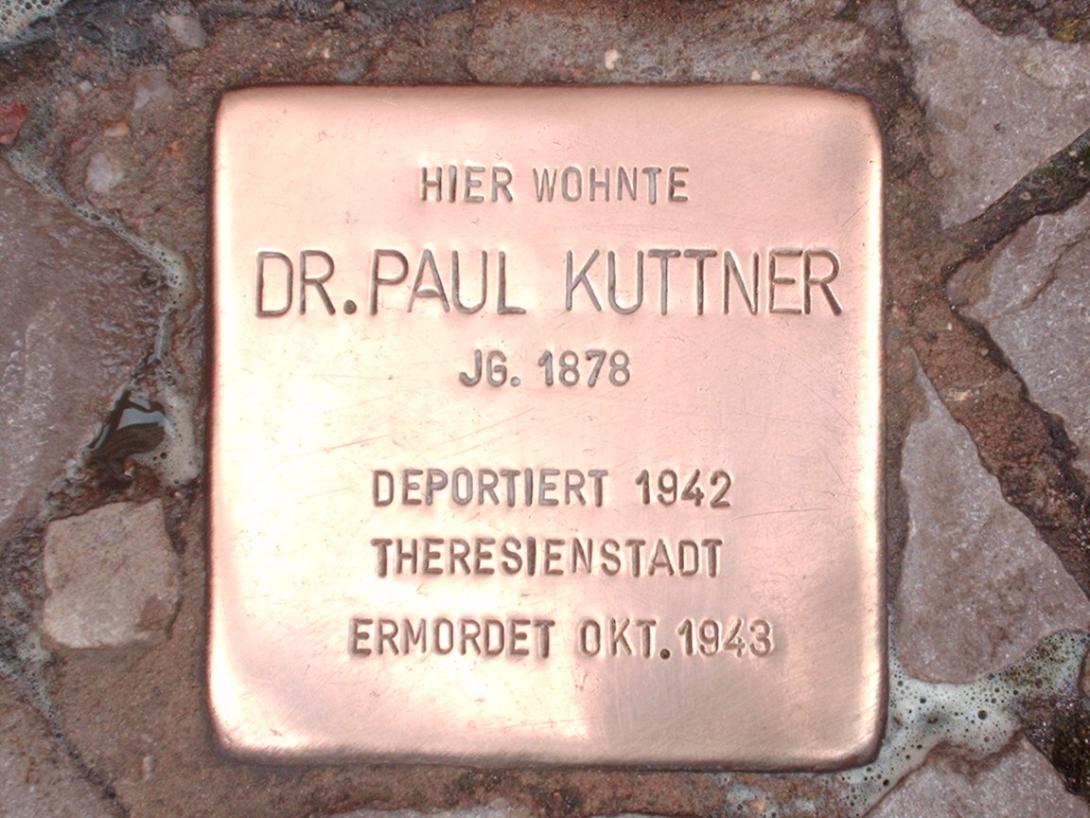 HIER WOHNTE
DR. PAUL KUTTNER
JG. 1878
DEPORTIERT 1942
THERESIENSTADT
ERMORDET OKT. 1943